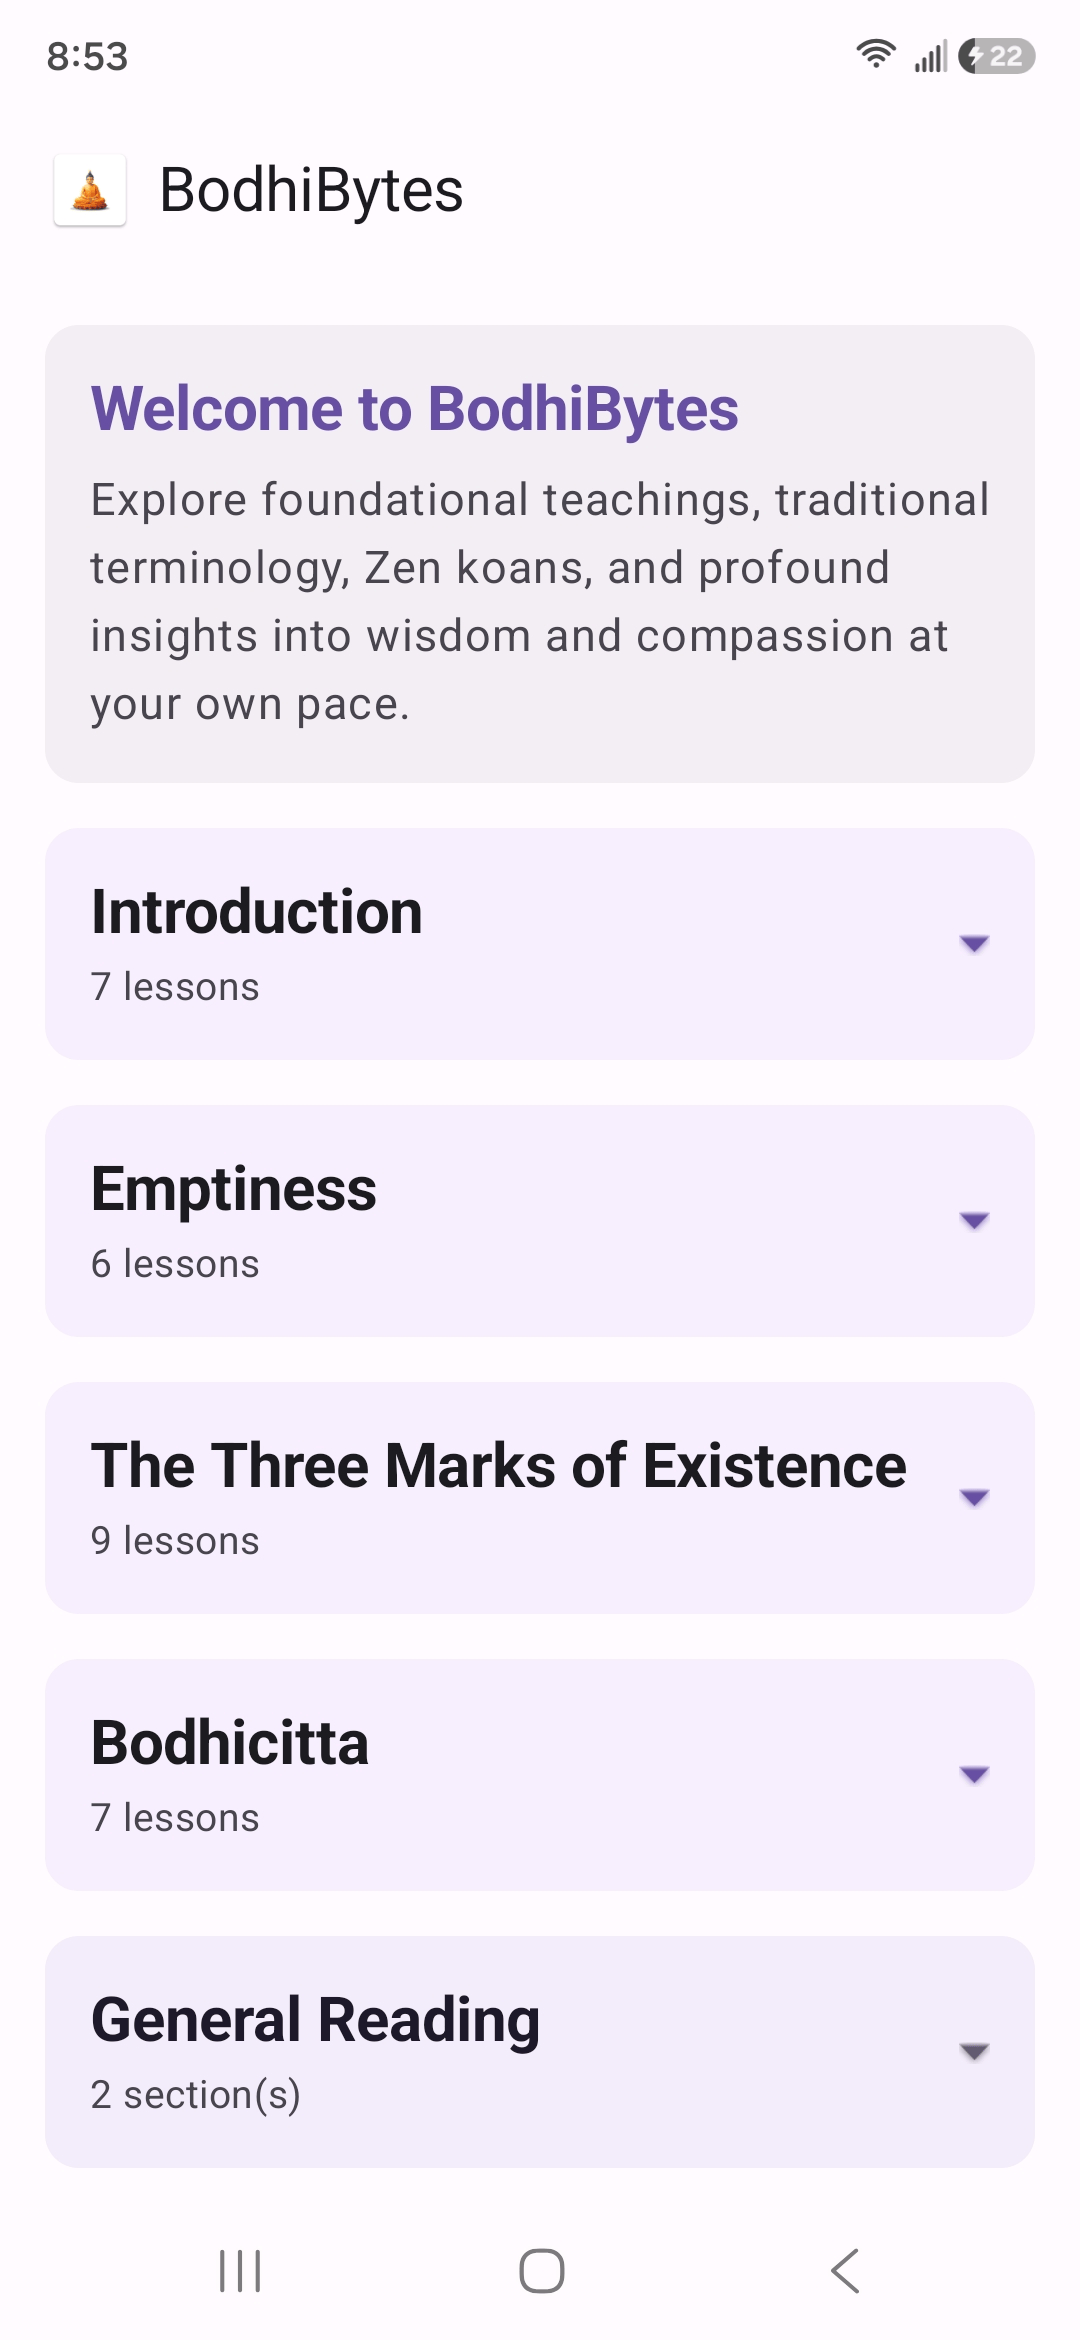 8:53
22
BodhiBytes
Welcome to BodhiBytes
Explore foundational teachings, traditional
terminology, Zen koans, and profound
insights into wisdom and compassion at
your own pace.
Introduction
7 lessons
Emptiness
6 lessons
The Three Marks of Existence
9 lessons
Bodhicitta
7 lessons
General Reading
2 section(s)